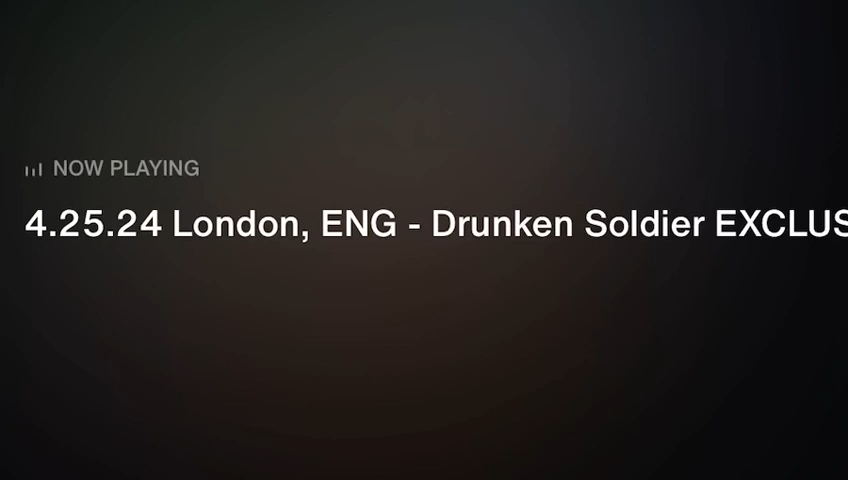 NOW PLAYING
4.25.24 London, ENG - Drunken Soldier EXCLUS